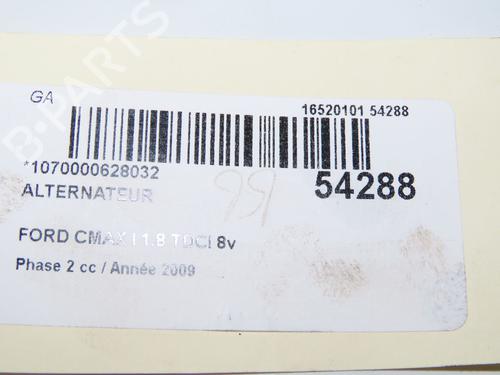 B-PARTS
GA
16520101 54288
*1070000628032
ALTERNATEUR
54288
FORD CMAX I 1.8 TDCI 8v
Phase 2 cc / Année 2009